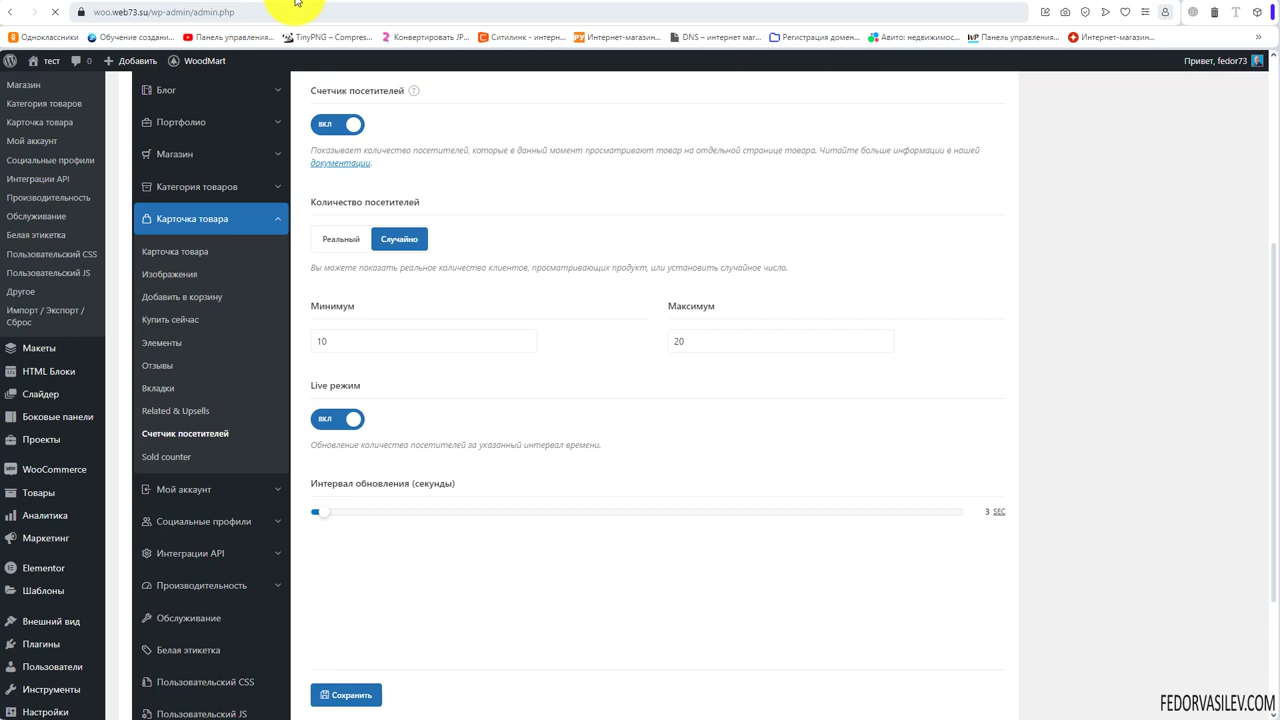 woo.web73.su/wp-admin/admin.php
Одноклассники
Обучение создани...
Панель управления...
TinyPNG – Compres...
Конвертировать JP...
Ситилинк - интерн...
Интернет-магазин...
DNS – интернет маг...
Регистрация домен...
Авито: недвижимос...
Панель управления...
Интернет-магазин...
тест
0
Добавить
WoodMart
Привет, fedor73
Магазин
Категория товаров
Карточка товара
Мой аккаунт
Социальные профили
Интеграции API
Производительность
Обслуживание
Белая этикетка
Пользовательский CSS
Пользовательский JS
Другое
Импорт / Экспорт /
Сброс
Макеты
HTML Блоки
Слайдер
Боковые панели
Проекты
WooCommerce
Товары
Аналитика
Маркетинг
Elementor
Шаблоны
Внешний вид
Плагины
Пользователи
Инструменты
Настройки
Блог
Портфолио
Магазин
Категория товаров
Карточка товара
Карточка товара
Изображения
Добавить в корзину
Купить сейчас
Элементы
Отзывы
Вкладки
Related & Upsells
Счетчик посетителей
Sold counter
Мой аккаунт
Социальные профили
Интеграции API
Производительность
Обслуживание
Белая этикетка
Пользовательский CSS
Пользовательский JS
Счетчик посетителей ?
ВКЛ
Показывает количество посетителей, которые в данный момент просматривают товар на отдельной странице товара. Читайте больше информации в нашей
документации.
Количество посетителей
Реальный
Случайно
Вы можете показать реальное количество клиентов, просматривающих продукт, или установить случайное число.
Минимум
Максимум
10
20
Live режим
ВКЛ
Обновление количества посетителей за указанный интервал времени.
Интервал обновления (секунды)
3 SEC
Сохранить
FEDORVASILEV.COM